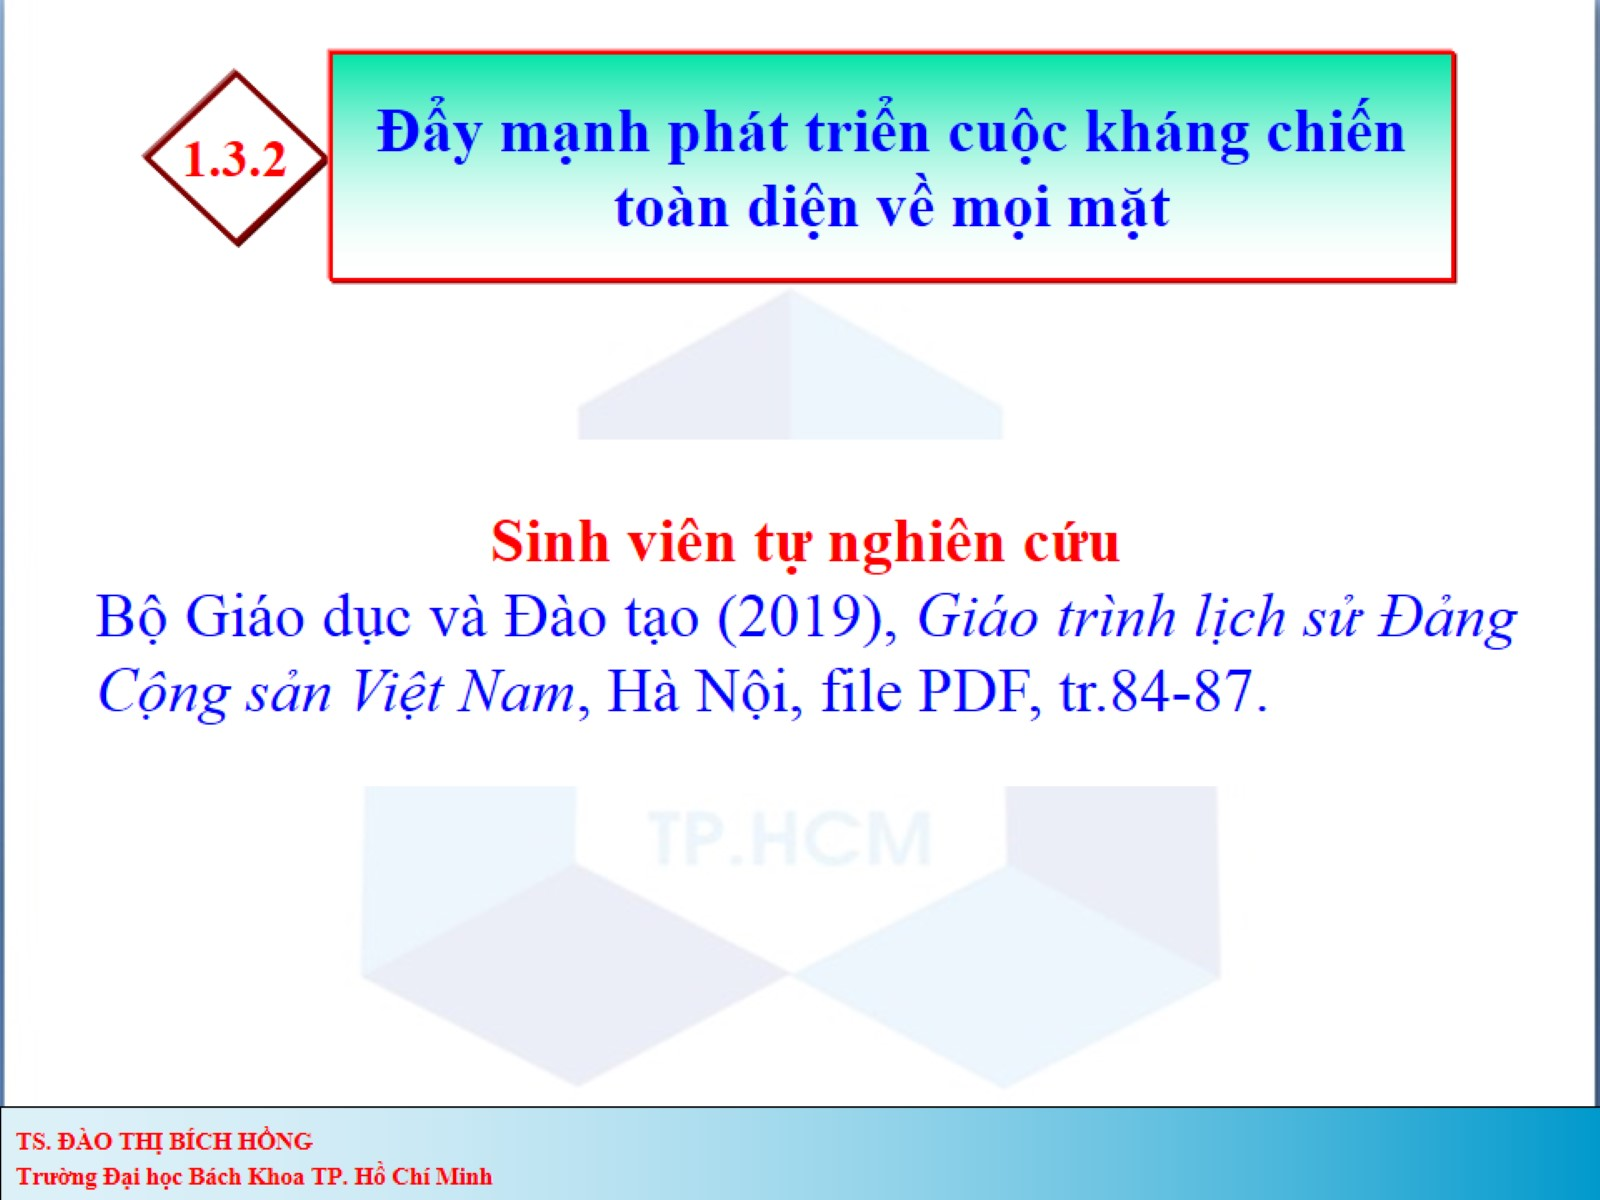 1.3.2
Đẩy mạnh phát triển cuộc kháng chiến
toàn diện về mọi mặt
Sinh viên tự nghiên cứu
Bộ Giáo dục và Đào tạo (2019), Giáo trình lịch sử Đảng
Cộng sản Việt Nam, Hà Nội, file PDF, tr.84-87.
TP.HCM
TS. ĐÀO THỊ BÍCH HỒNG
Trường Đại học Bách Khoa TP. Hồ Chí Minh